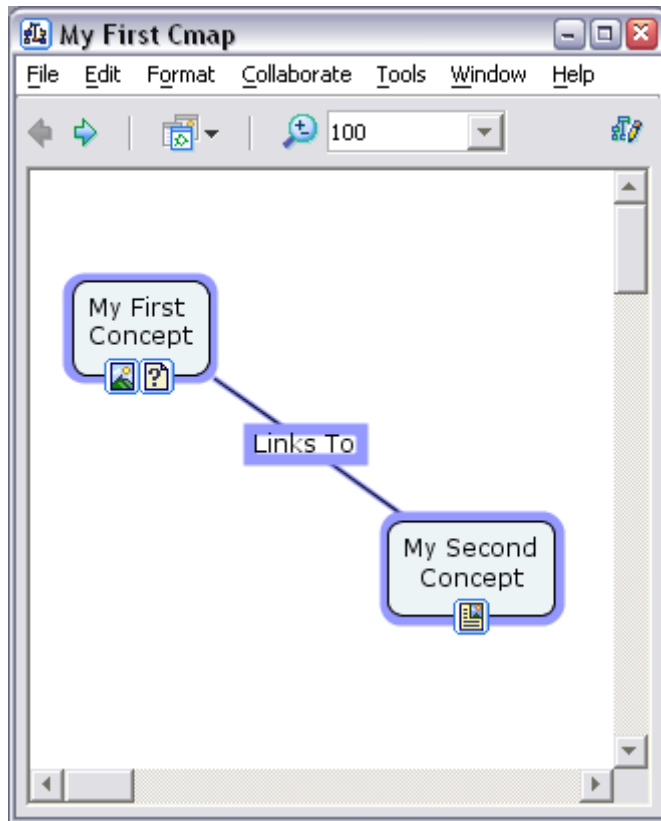 My First Cmap
File Edit Format Collaborate Tools Window Help
100
My First
Concept
?
Links To
My Second
Concept